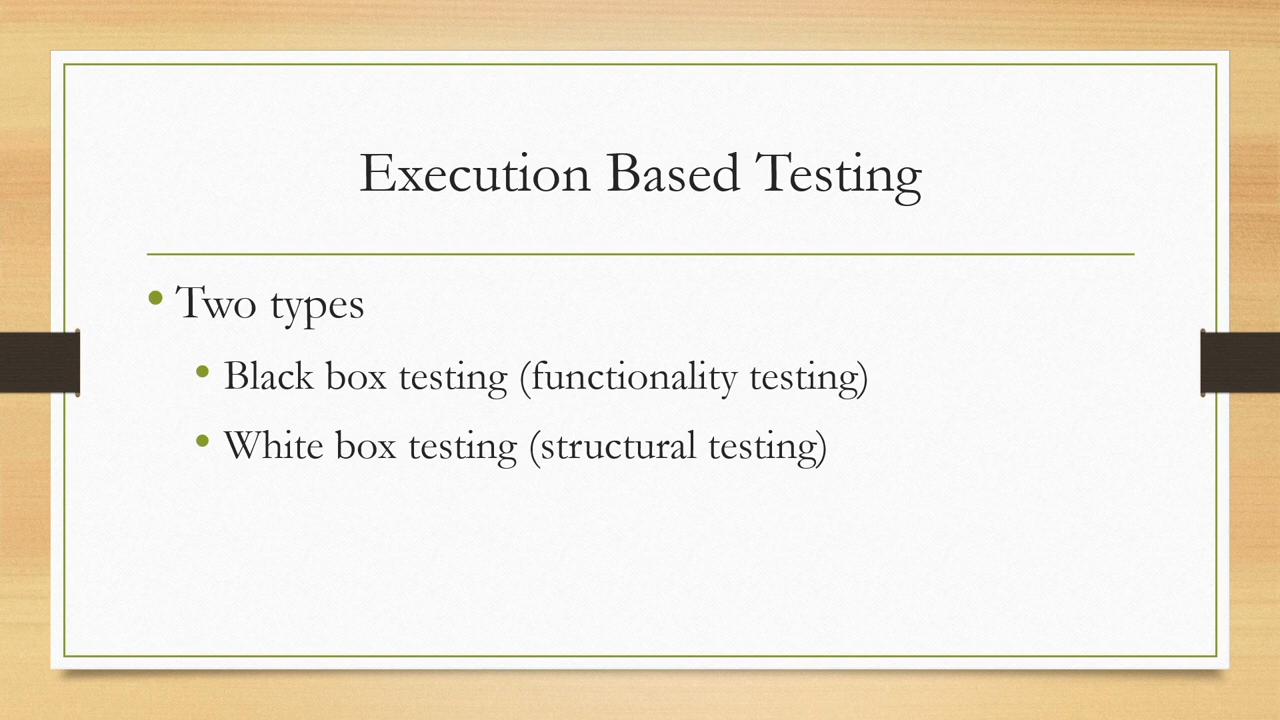 Execution Based Testing
• Two types
• Black box testing (functionality testing)
• White box testing (structural testing)